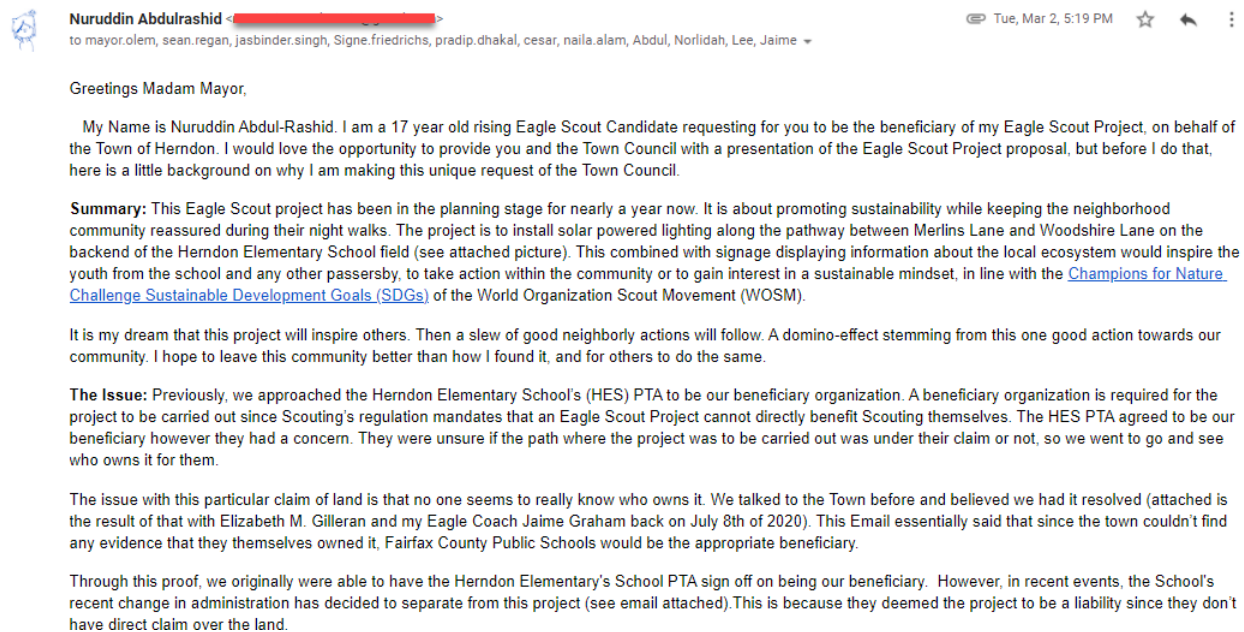 Nuruddin Abdulrashid <
Tue, Mar 2, 5:19 PM
to mayor.olem, sean.regan, jasbinder.singh, Signe.friedrichs, pradip.dhakal, cesar, naila.alam, Abdul, Norlidah, Lee, Jaime
Greetings Madam Mayor,
My Name is Nuruddin Abdul-Rashid. I am a 17 year old rising Eagle Scout Candidate requesting for you to be the beneficiary of my Eagle Scout Project, on behalf of
the Town of Herndon. I would love the opportunity to provide you and the Town Council with a presentation of the Eagle Scout Project proposal, but before I do that,
here is a little background on why I am making this unique request of the Town Council.
Summary: This Eagle Scout project has been in the planning stage for nearly a year now. It is about promoting sustainability while keeping the neighborhood
community reassured during their night walks. The project is to install solar powered lighting along the pathway between Merlins Lane and Woodshire Lane on the
backend of the Herndon Elementary School field (see attached picture). This combined with signage displaying information about the local ecosystem would inspire the
youth from the school and any other passersby, to take action within the community or to gain interest in a sustainable mindset, in line with the Champions for Nature
Challenge Sustainable Development Goals (SDGs) of the World Organization Scout Movement (WOSM).
It is my dream that this project will inspire others. Then a slew of good neighborly actions will follow. A domino-effect stemming from this one good action towards our
community. I hope to leave this community better than how I found it, and for others to do the same.
The Issue: Previously, we approached the Herndon Elementary School's (HES) PTA to be our beneficiary organization. A beneficiary organization is required for the
project to be carried out since Scouting's regulation mandates that an Eagle Scout Project cannot directly benefit Scouting themselves. The HES PTA agreed to be our
beneficiary however they had a concern. They were unsure if the path where the project was to be carried out was under their claim or not, so we went to go and see
who owns it for them.
The issue with this particular claim of land is that no one seems to really know who owns it. We talked to the Town before and believed we had it resolved (attached is
the result of that with Elizabeth M. Gilleran and my Eagle Coach Jaime Graham back on July 8th of 2020). This Email essentially said that since the town couldn't find
any evidence that they themselves owned it, Fairfax County Public Schools would be the appropriate beneficiary.
Through this proof, we originally were able to have the Herndon Elementary's School PTA sign off on being our beneficiary.  However, in recent events, the School's
recent change in administration has decided to separate from this project (see email attached).This is because they deemed the project to be a liability since they don't
have direct claim over the land.